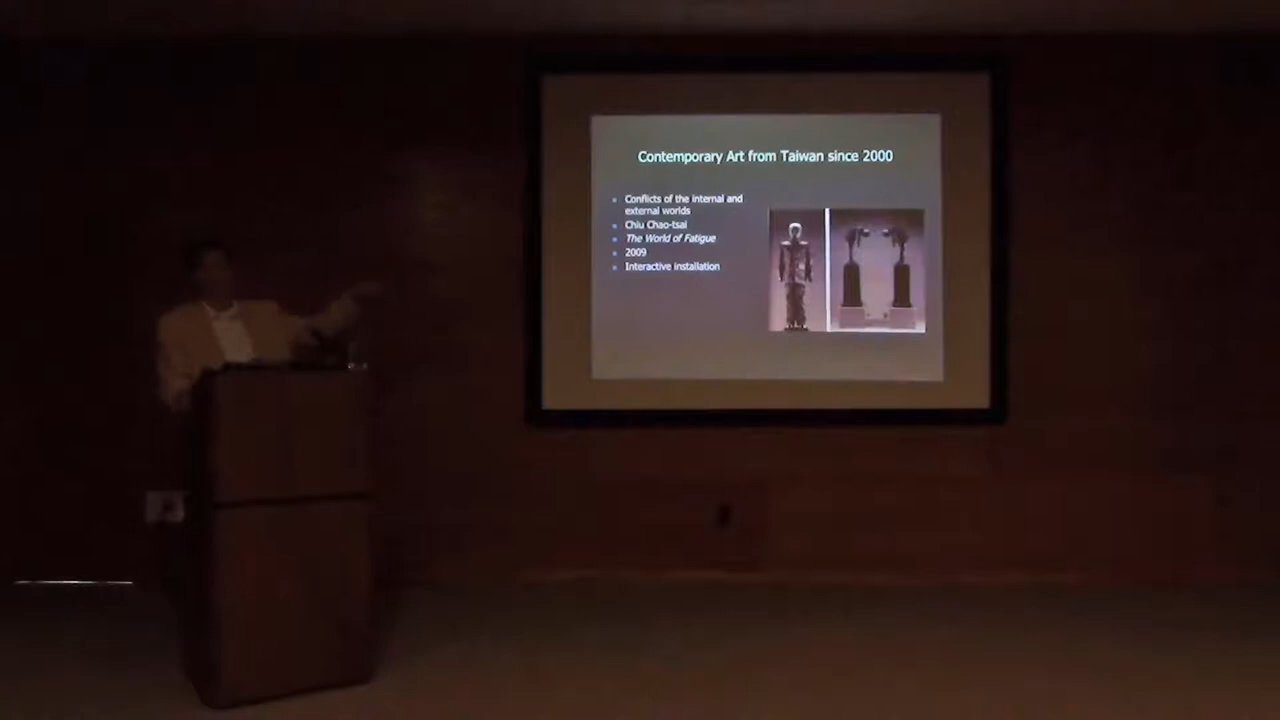 Contemporary Art from Taiwan since 2000
Conflicts of the internal and
external worlds
Chiu Chao-tsai
The World of Fatigue
2009
Interactive installation